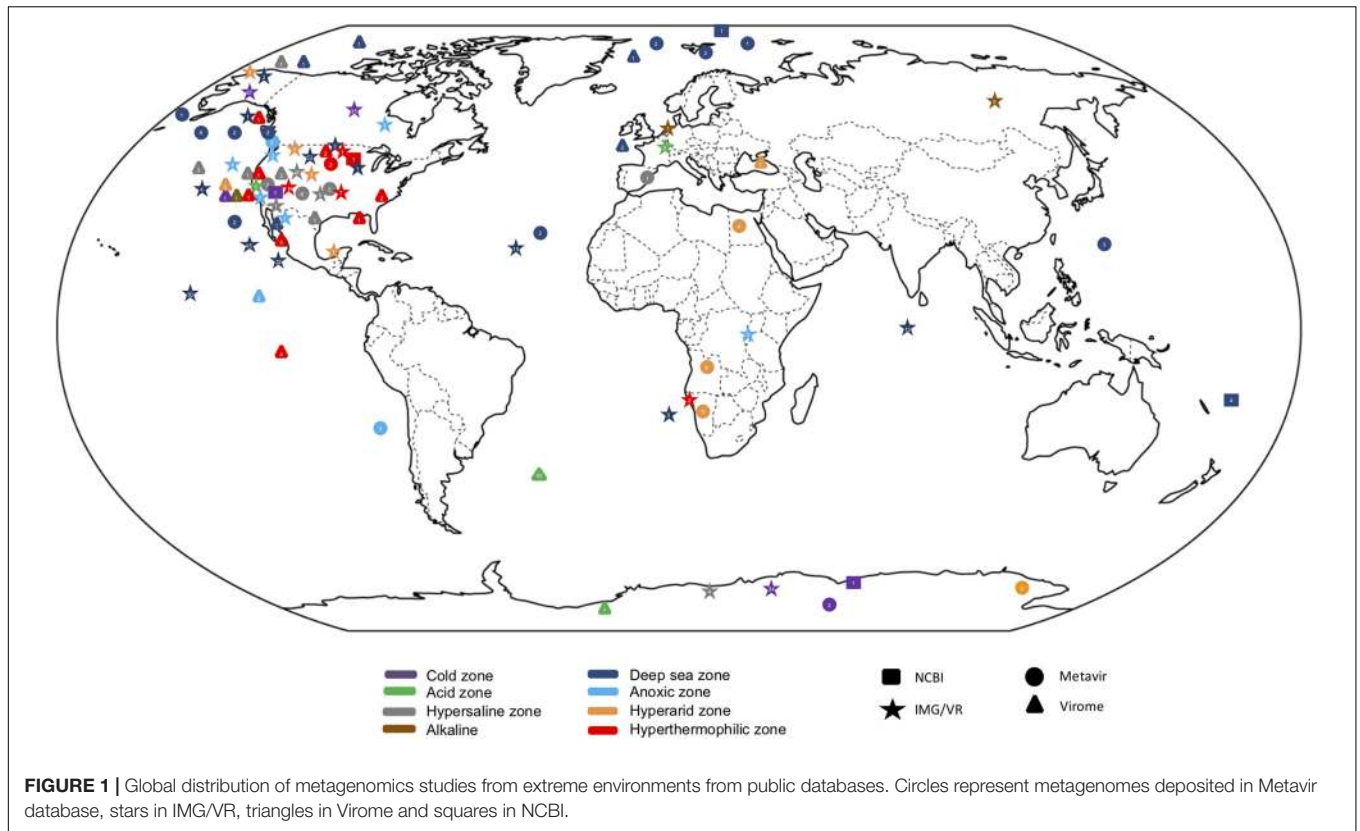 Cold zone
Acid zone
Hypersaline zone
Alkaline
Deep sea zone
Anoxic zone
Hyperarid zone
Hyperthermophilic zone
NCBI
IMG/VR
Metavir
Virome
FIGURE 1 | Global distribution of metagenomics studies from extreme environments from public databases. Circles represent metagenomes deposited in Metavir
database, stars in IMG/VR, triangles in Virome and squares in NCBI.